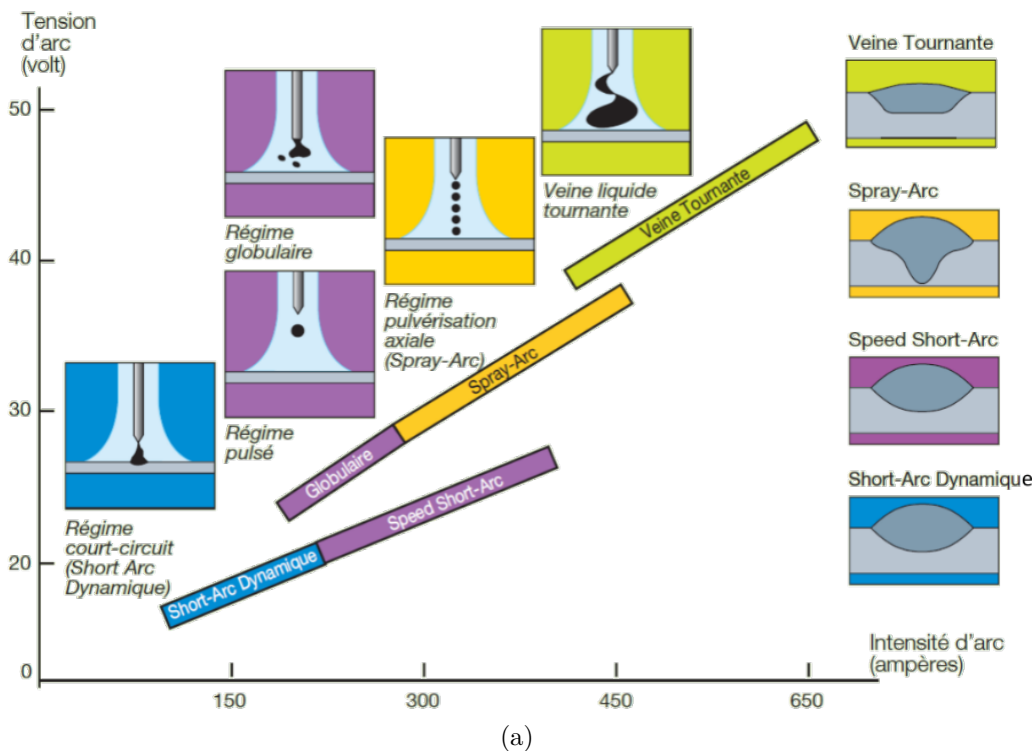 Tension
d'arc
(volt)
50
40
30
20
0
150
300
450
650
Intensité d'arc
(ampères)
Régime
globulaire
Régime
pulsé
Régime
court-circuit
(Short Arc
Dynamique)
Régime
pulvérisation
axiale
(Spray-Arc)
Veine liquide
tournante
Veine Tournante
Spray-Arc
Globulaire
Speed Short-Arc
Short-Arc Dynamique
Veine Tournante
Spray-Arc
Speed Short-Arc
Short-Arc Dynamique
(a)